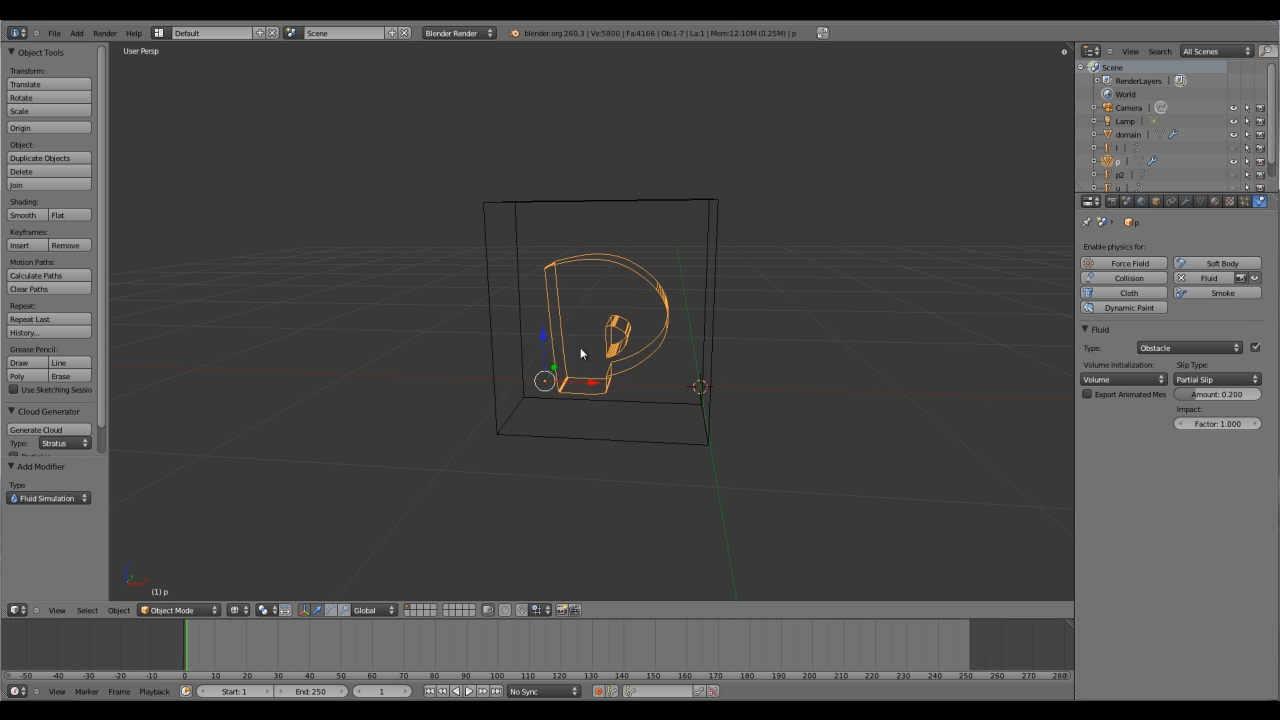 File Add Render Help Default Scene Blender Render blender.org 260.3 | Ve:5800 | Fa:4166 | Ob:1-7 | La:1 | Mem:12.10M (0.25M) | p
Object Tools
Transform:
Translate
Rotate
Scale
Origin
Object:
Duplicate Objects
Delete
Join
Shading:
Smooth Flat
Keyframes:
Insert Remove
Motion Paths:
Calculate Paths
Clear Paths
Repeat:
Repeat Last
History...
Grease Pencil:
Draw Line
Poly Erase
Use Sketching Sessio
Cloud Generator
Generate Cloud
Type: Stratus
Add Modifier
Type
Fluid Simulation
User Persp
(1) p
View Search All Scenes
Scene
RenderLayers
World
Camera
Lamp
domain
l
p
p2
u
p
Enable physics for:
Force Field Soft Body
Collision Fluid
Cloth Smoke
Dynamic Paint
Fluid
Type: Obstacle
Volume Initialization: Slip Type:
Volume Partial Slip
Export Animated Mes Amount: 0.200
Impact:
Factor: 1.000
View Select Object Object Mode Global
-50 -40 -30 -20 -10 0 10 20 30 40 50 60 70 80 90 100 110 120 130 140 150 160 170 180 190 200 210 220 230 240 250 260 270 280
View Marker Frame Playback Start: 1 End: 250 1 No Sync